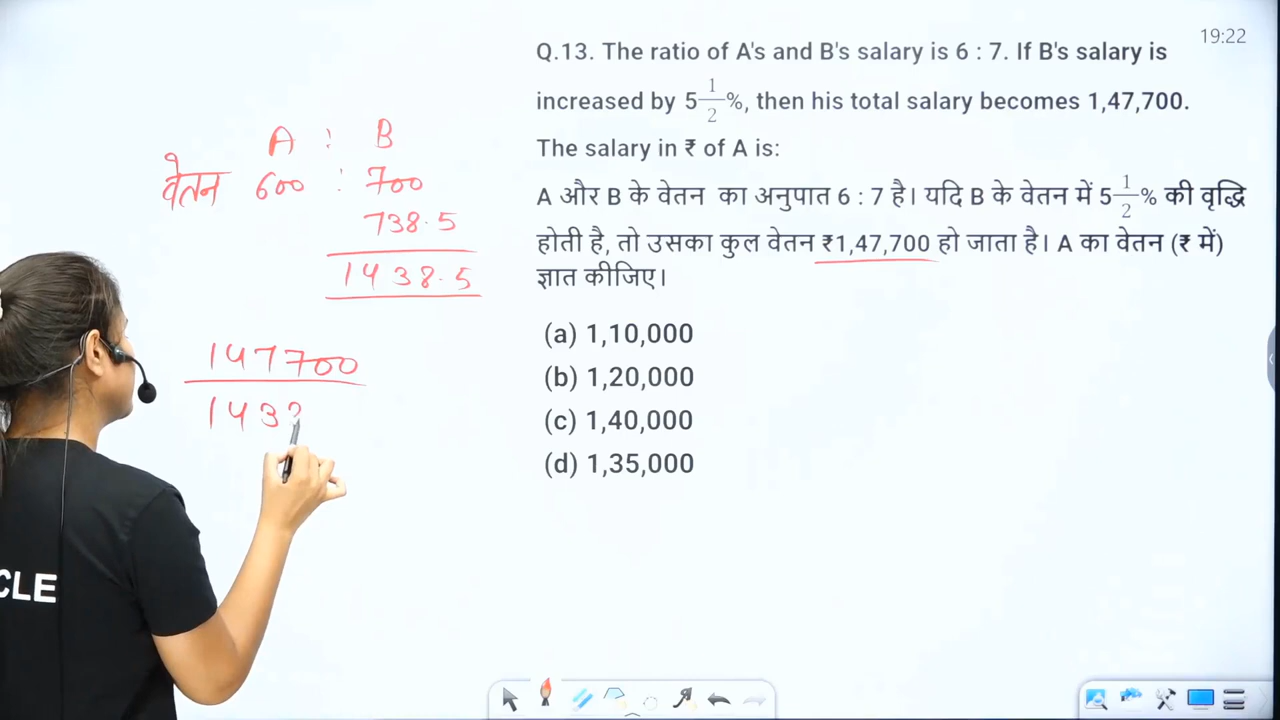 19:22
Q.13. The ratio of A's and B's salary is 6 : 7. If B's salary is
increased by 5 1/2 %, then his total salary becomes 1,47,700.
The salary in ₹ of A is:
A और B के वेतन का अनुपात 6 : 7 है। यदि B के वेतन में 5 1/2 % की वृद्धि
होती है, तो उसका कुल वेतन ₹1,47,700 हो जाता है। A का वेतन (₹ में)
ज्ञात कीजिए।
(a) 1,10,000
(b) 1,20,000
(c) 1,40,000
(d) 1,35,000
A : B
वेतन 600 : 700
738.5
1438.5
147700
143
CLE